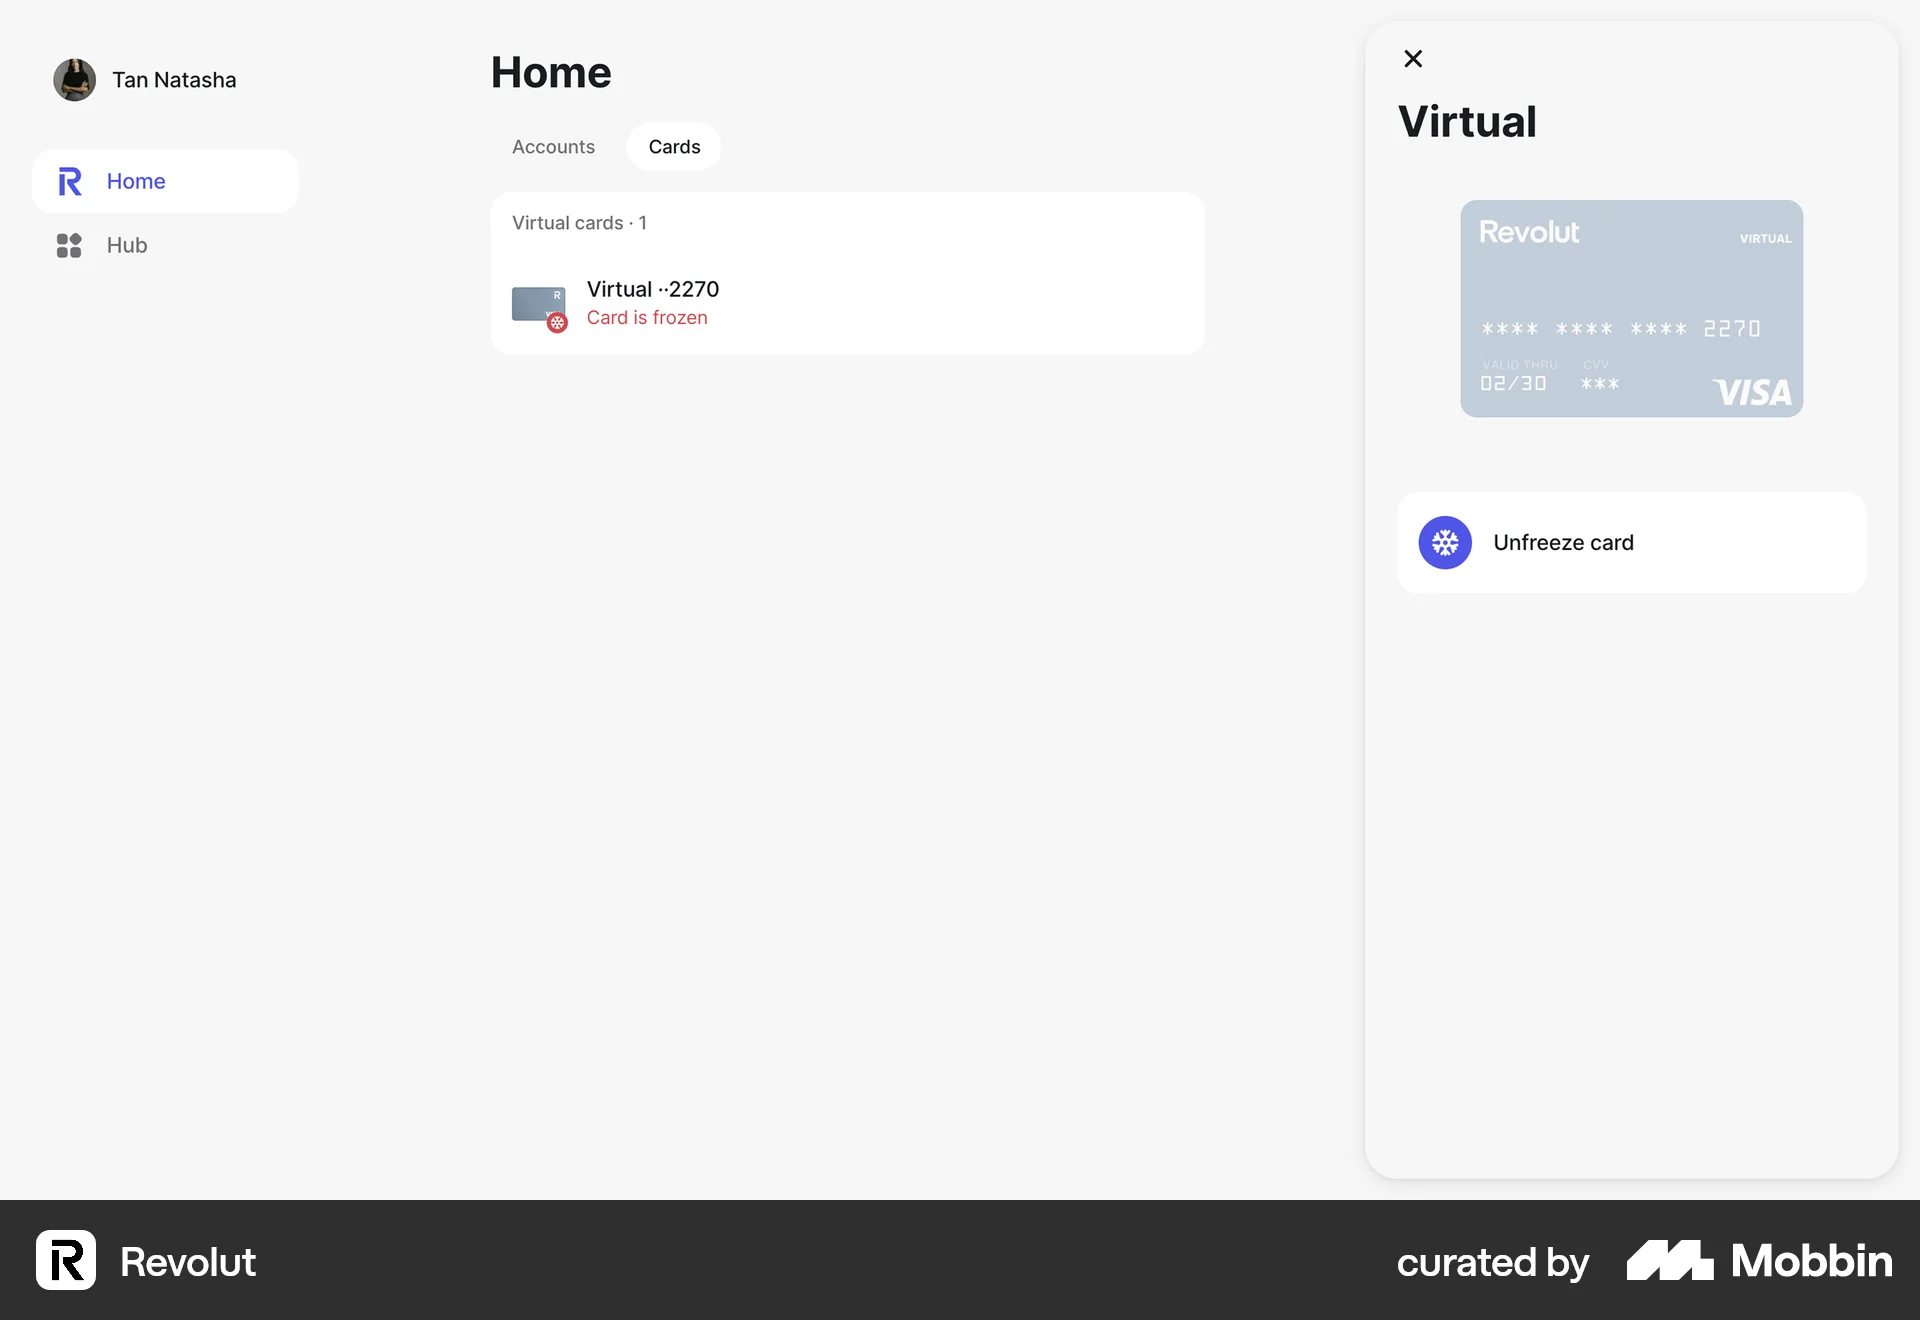 Tan Natasha
Home
Hub
Home
Accounts
Cards
Virtual cards · 1
R
Virtual ··2270
Card is frozen
Virtual
Revolut
VIRTUAL
**** **** **** 2270
VALID THRU CVV
02/30 ***
VISA
Unfreeze card
Revolut
curated by Mobbin